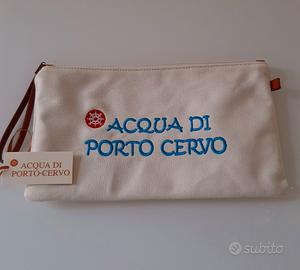 ACQUA DI
PORTO CERVO
ACQUA DI
PORTO-CERVO
subito